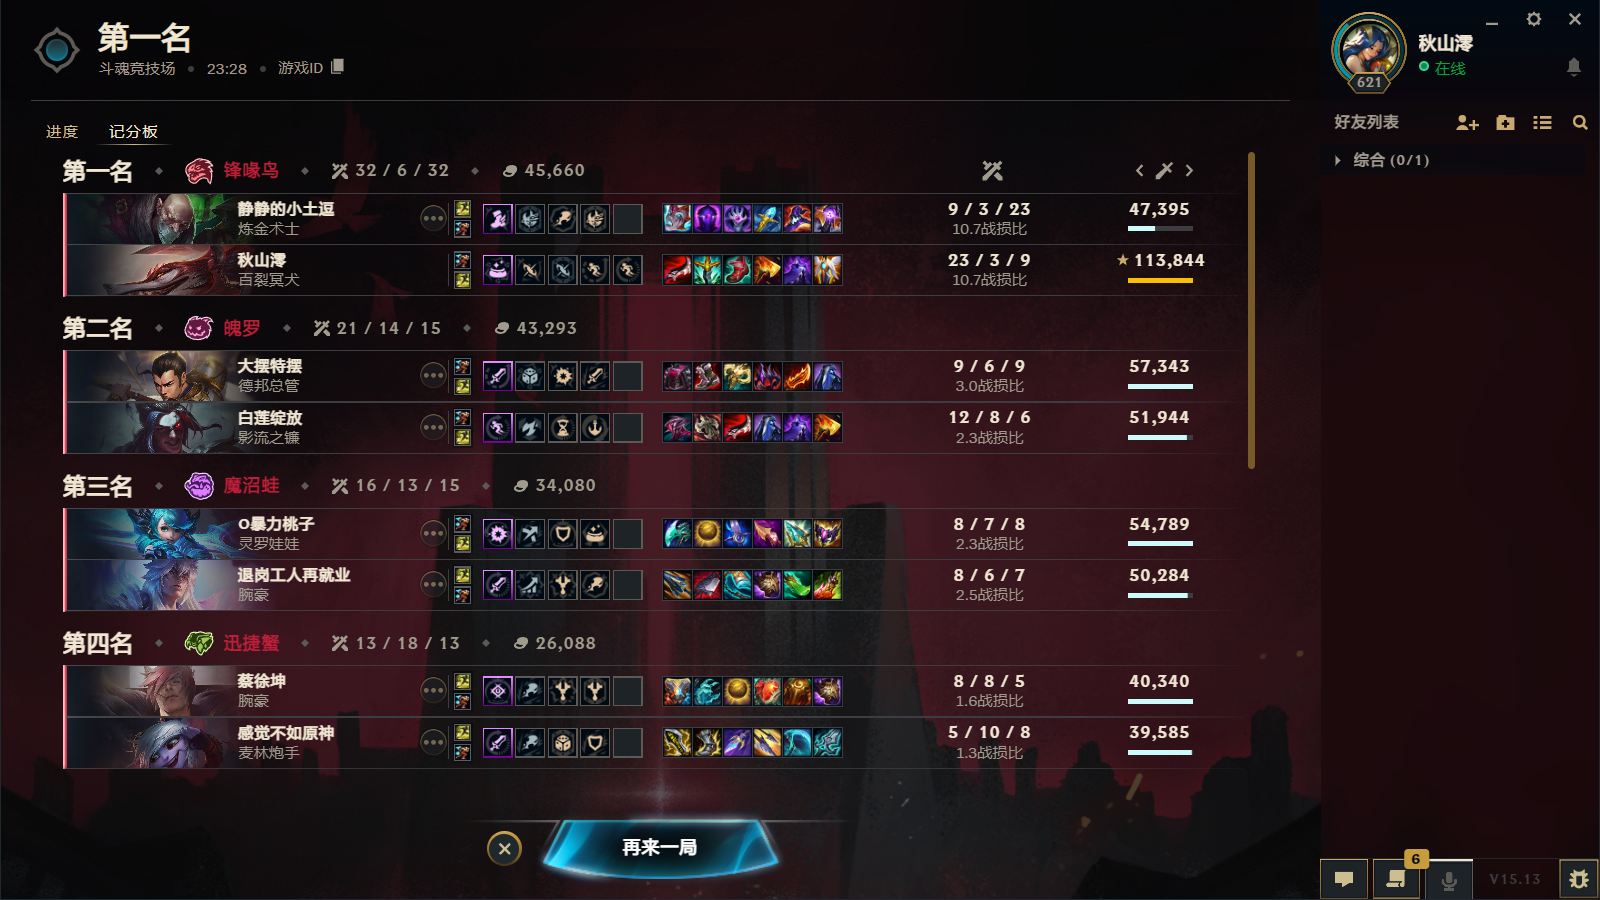 第一名
斗魂竞技场 • 23:28 • 游戏ID
进度 记分板
第一名 锋喙鸟 32 / 6 / 32 45,660
静静的小土逗 9 / 3 / 23 47,395
炼金术士 10.7战损比
秋山澪 23 / 3 / 9 113,844
百裂冥犬 10.7战损比
第二名 魄罗 21 / 14 / 15 43,293
大摆特摆 9 / 6 / 9 57,343
德邦总管 3.0战损比
白莲绽放 12 / 8 / 6 51,944
影流之镰 2.3战损比
第三名 魔沼蛙 16 / 13 / 15 34,080
O暴力桃子 8 / 7 / 8 54,789
灵罗娃娃 2.3战损比
退岗工人再就业 8 / 6 / 7 50,284
腕豪 2.5战损比
第四名 迅捷蟹 13 / 18 / 13 26,088
蔡徐坤 8 / 8 / 5 40,340
腕豪 1.6战损比
感觉不如原神 5 / 10 / 8 39,585
麦林炮手 1.3战损比
再来一局
秋山澪
在线
621
好友列表
综合 (0/1)
6
V15.13